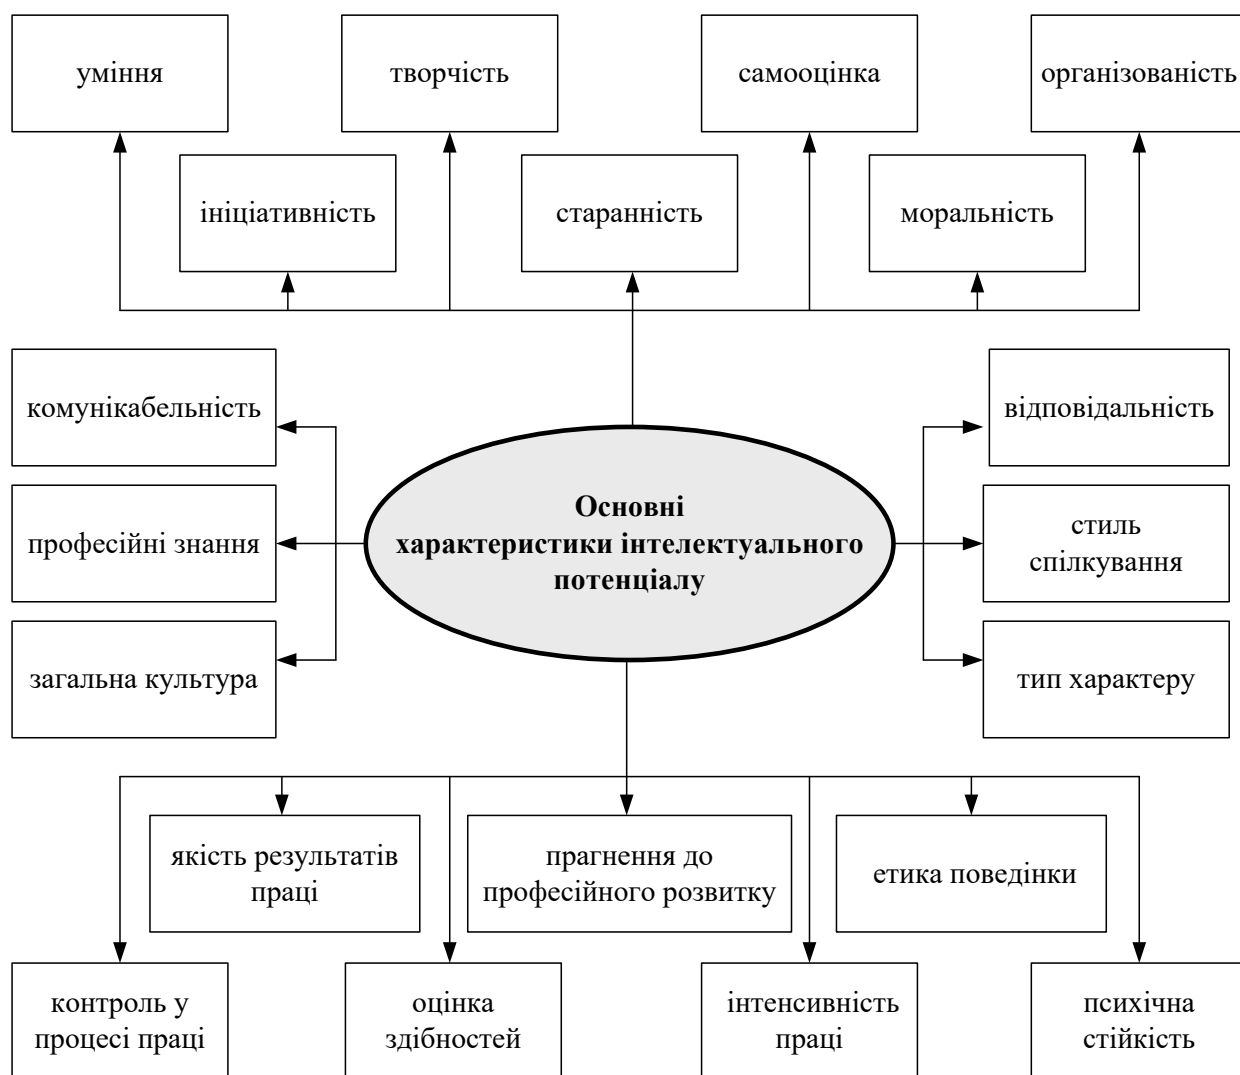 уміння
творчість
самооцінка
організованість
ініціативність
старанність
моральність
комунікабельність
відповідальність
Основні
характеристики інтелектуального
потенціалу
професійні знання
стиль
спілкування
загальна культура
тип характеру
якість результатів
праці
прагнення до
професійного розвитку
етика поведінки
контроль у
процесі праці
оцінка
здібностей
інтенсивність
праці
психічна
стійкість